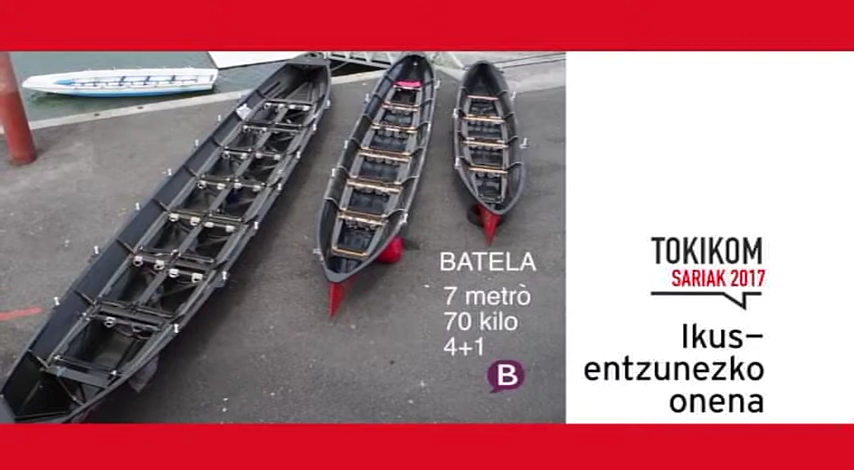 BATELA
7 metrò
70 kilo
4+1
B
TOKIKOM
SARIAK 2017
Ikus-
entzunezko
onena